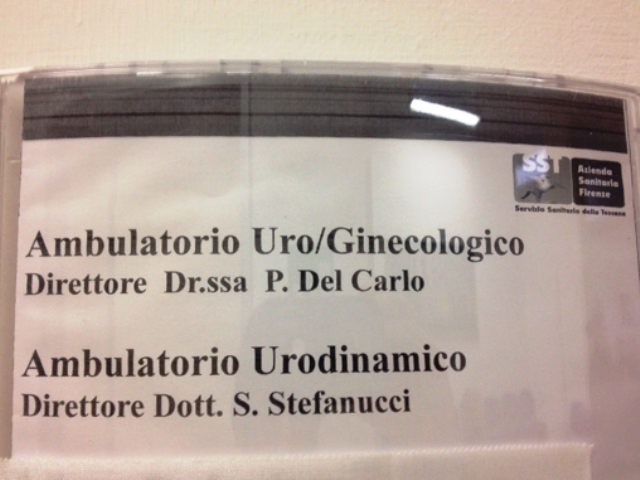 SST
Azienda
Sanitaria
Firenze
Servizio Sanitario della Toscana
Ambulatorio Uro/Ginecologico
Direttore Dr.ssa P. Del Carlo
Ambulatorio Urodinamico
Direttore Dott. S. Stefanucci